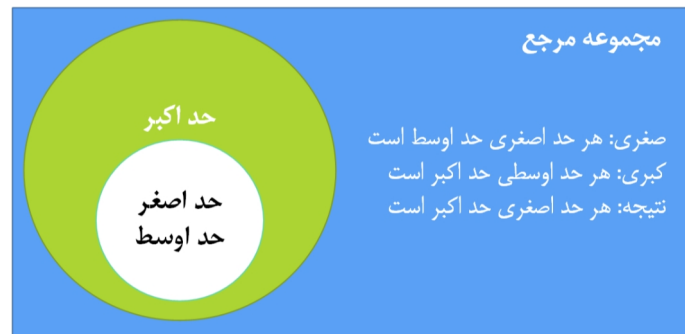 مجموعه مرجع
صغری: هر حد اصغری حد اوسط است
کبری: هر حد اوسطی حد اکبر است
نتیجه: هر حد اصغری حد اکبر است
حد اکبر
حد اصغر
حد اوسط